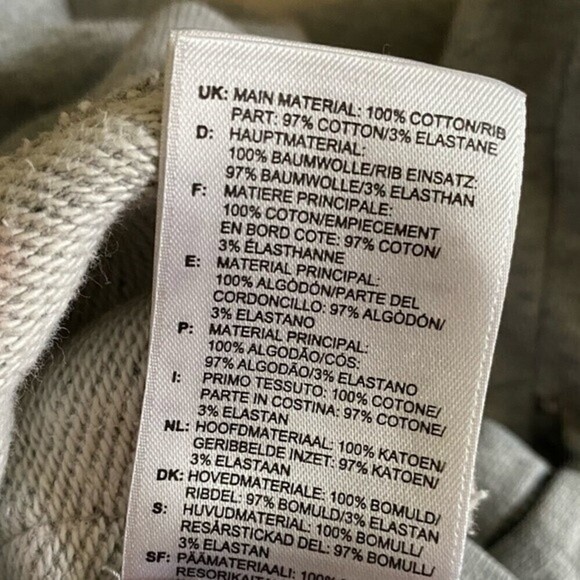 UK: MAIN MATERIAL: 100% COTTON/RIB
PART: 97% COTTON/3% ELASTANE
D: HAUPTMATERIAL:
100% BAUMWOLLE/RIB EINSATZ:
97% BAUMWOLLE/3% ELASTHAN
F: MATIERE PRINCIPALE:
100% COTON/EMPIECEMENT
EN BORD COTE: 97% COTON/
3% ÉLASTHANNE
E: MATERIAL PRINCIPAL:
100% ALGODÓN/PARTE DEL
CORDONCILLO: 97% ALGODÓN/
3% ELASTANO
P: MATERIAL PRINCIPAL:
100% ALGODÃO/CÓS:
97% ALGODÃO/3% ELASTANO
I: PRIMO TESSUTO: 100% COTONE/
PARTE IN COSTINA: 97% COTONE/
3% ELASTAN
NL: HOOFDMATERIAAL: 100% KATOEN/
GERIBBELDE INZET: 97% KATOEN/
3% ELASTAAN
DK: HOVEDMATERIALE: 100% BOMULD/
RIBDEL: 97% BOMULD/3% ELASTAN
S: HUVUDMATERIAL: 100% BOMULL/
RESÅRSTICKAD DEL: 97% BOMULL/
3% ELASTAN
SF: PÄÄMATERIAALI: 100%